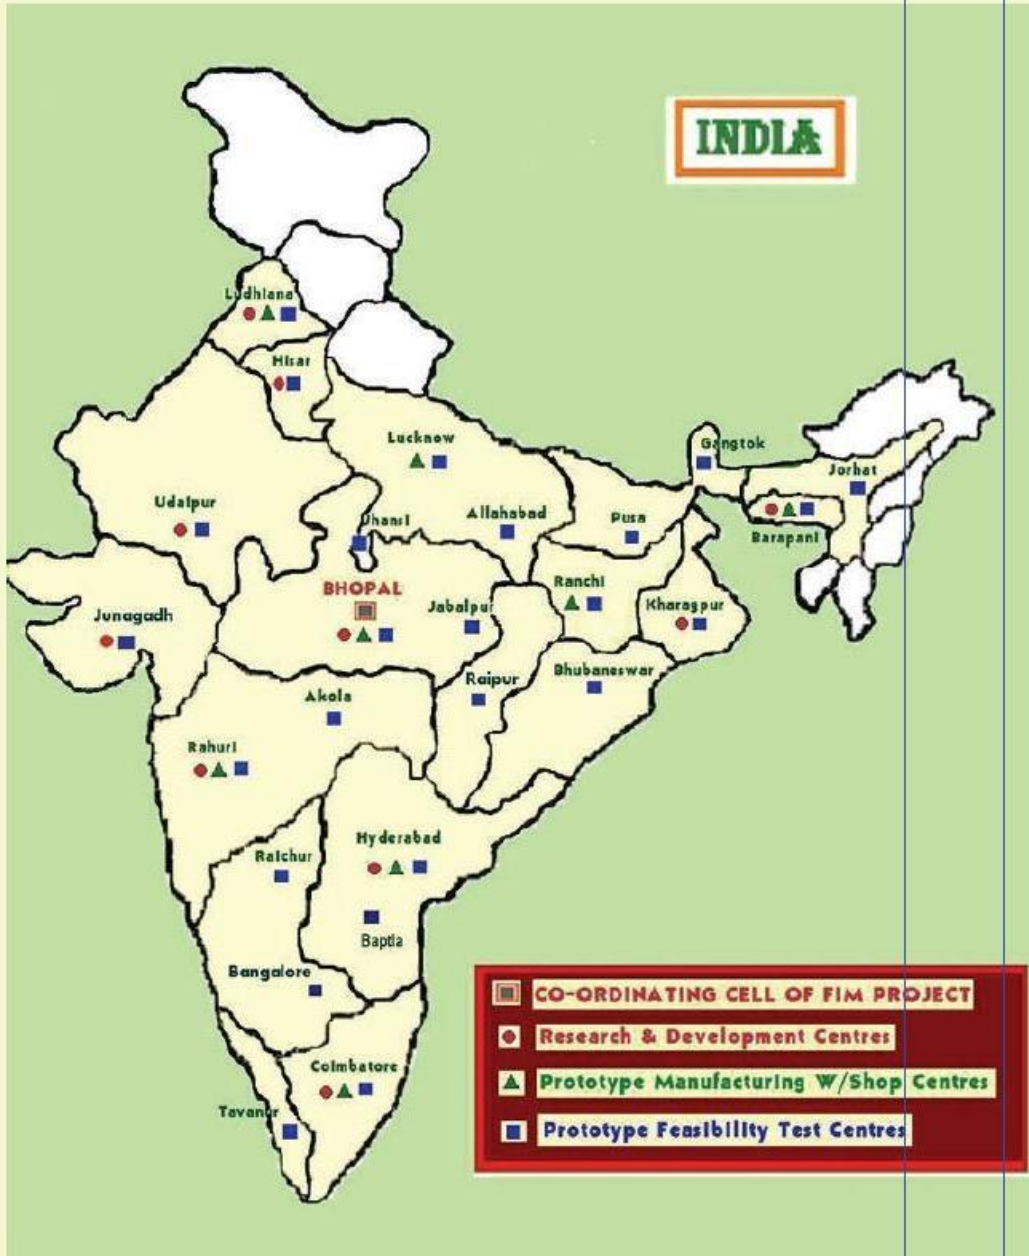 INDIA
Ludhiana
Hisar
Lucknow
Gangtok
Jorhat
Udaipur
Jhansi
Allahabad
Pusa
Barapani
BHOPAL
Ranchi
Junagadh
Jabalpur
Kharagpur
Raipur
Bhubaneswar
Akola
Rahuri
Hyderabad
Raichur
Baptla
Bangalore
CO-ORDINATING CELL OF FIM PROJECT
Research & Development Centres
Coimbatore
Prototype Manufacturing W/Shop Centres
Tavanur
Prototype Feasibility Test Centres